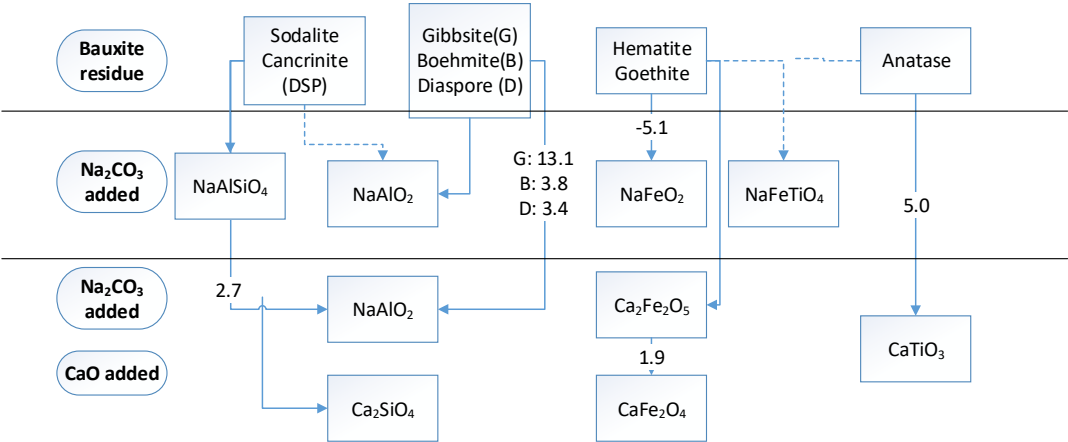 Bauxite
residue
Sodalite
Cancrinite
(DSP)
Gibbsite(G)
Boehmite(B)
Diaspore (D)
Hematite
Goethite
Anatase
Na₂CO₃
added
NaAlSiO₄
NaAlO₂
G: 13.1
B: 3.8
D: 3.4
-5.1
NaFeO₂
NaFeTiO₄
5.0
Na₂CO₃
added
2.7
NaAlO₂
Ca₂Fe₂O₅
CaTiO₃
CaO added
1.9
Ca₂SiO₄
CaFe₂O₄